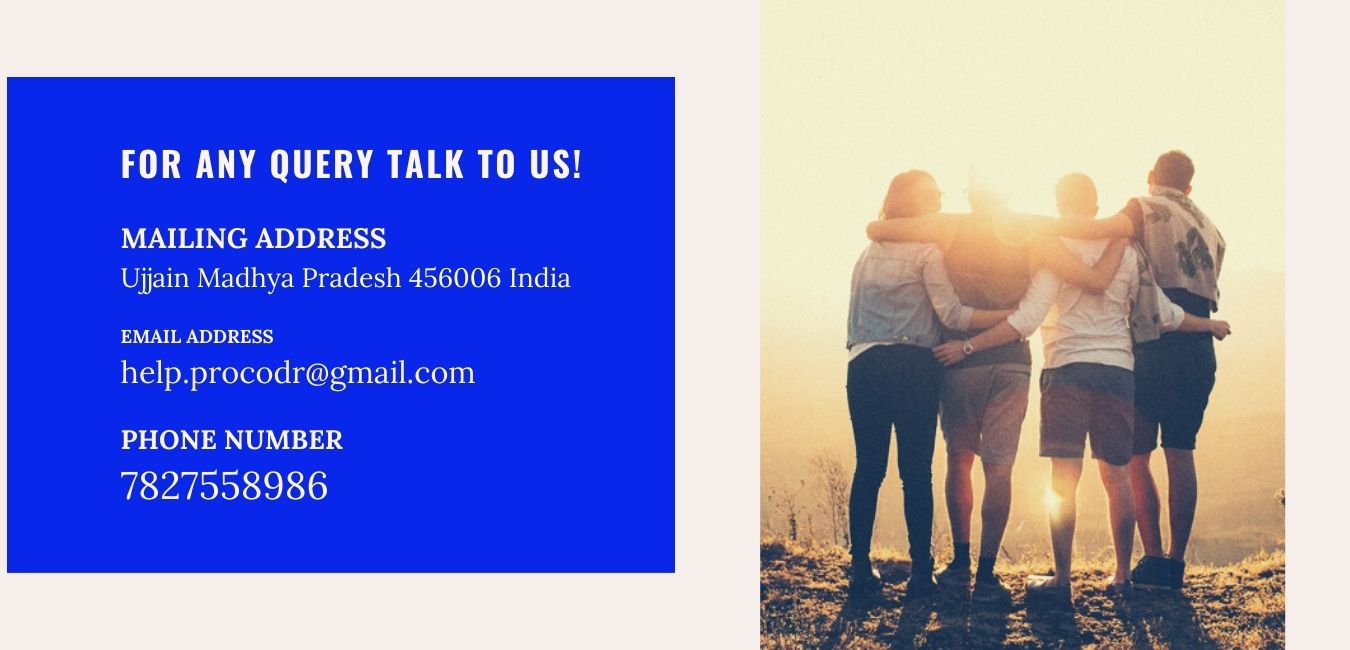 FOR ANY QUERY TALK TO US!
MAILING ADDRESS
Ujjain Madhya Pradesh 456006 India
EMAIL ADDRESS
help.procodr@gmail.com
PHONE NUMBER
7827558986